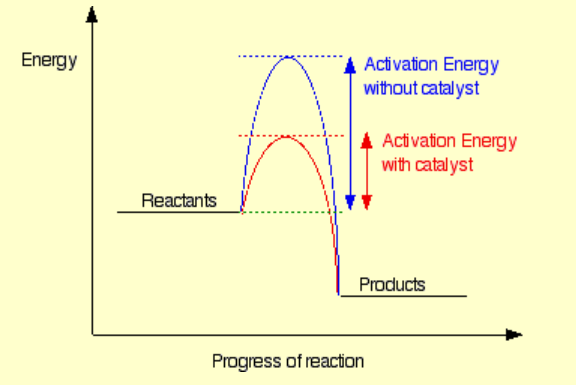 Energy
Activation Energy
without catalyst
Activation Energy
with catalyst
Reactants
Products
Progress of reaction